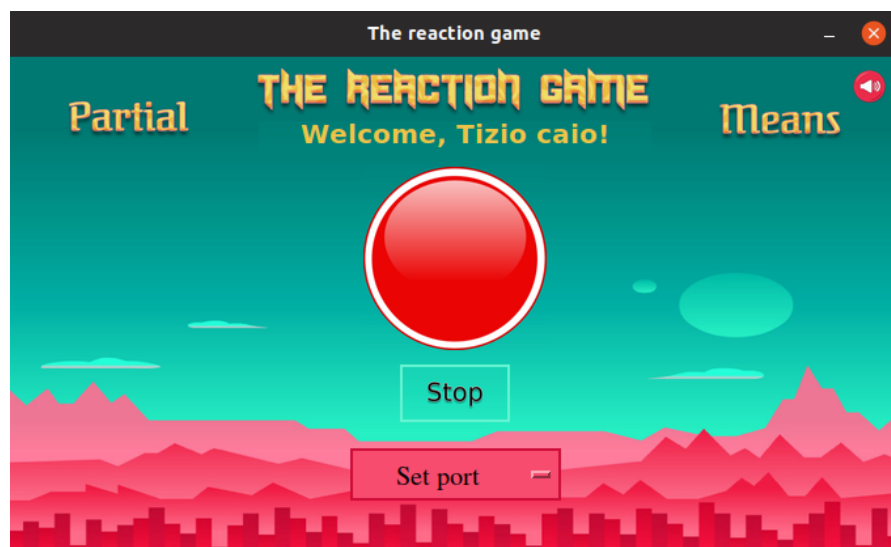 The reaction game
THE REACTION GAME
Partial
Means
Welcome, Tizio caio!
Stop
Set port